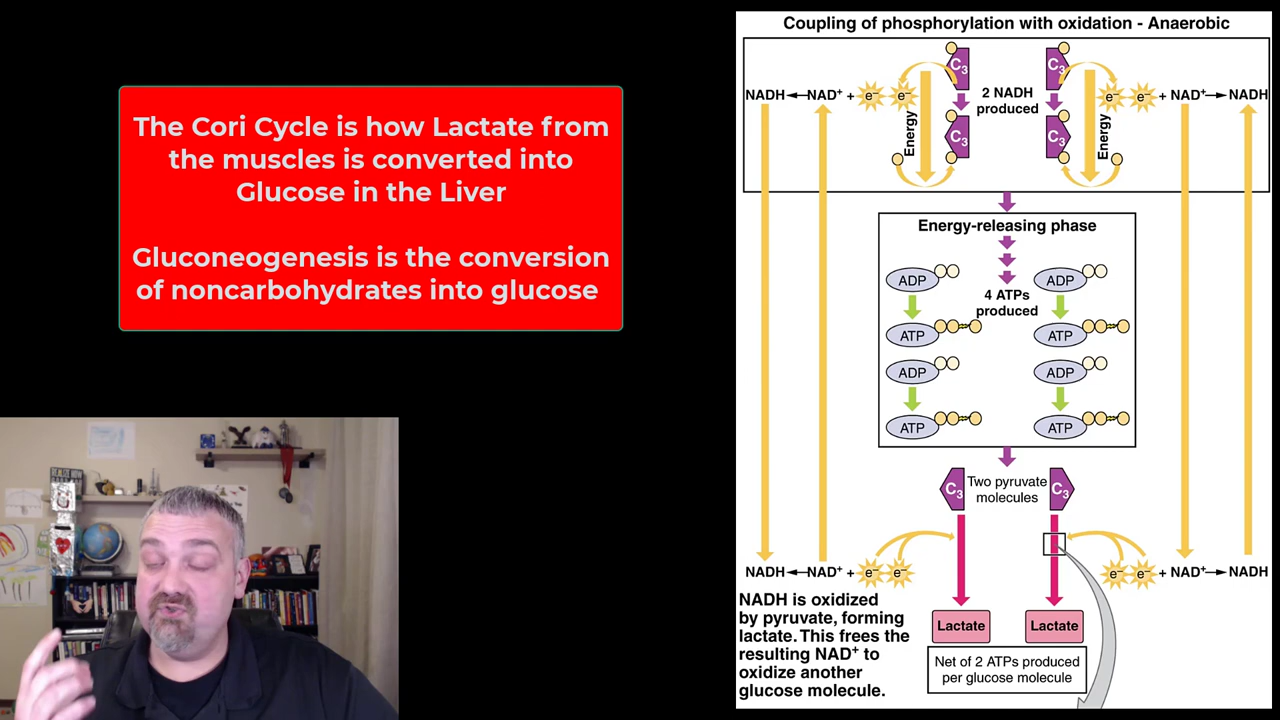 Coupling of phosphorylation with oxidation - Anaerobic
The Cori Cycle is how Lactate from
the muscles is converted into
Glucose in the Liver
Gluconeogenesis is the conversion
of noncarbohydrates into glucose
C3
C3
2 NADH
produced
NADH
NAD+ + e– e–
e– e– + NAD+
NADH
Energy
Energy
C3
C3
Energy-releasing phase
ADP
ADP
4 ATPs
produced
ATP
ATP
ADP
ADP
ATP
ATP
C3
Two pyruvate
molecules
C3
NADH
NAD+ + e– e–
e– e– + NAD+
NADH
NADH is oxidized
by pyruvate, forming
lactate. This frees the
resulting NAD+ to
oxidize another
glucose molecule.
Lactate
Lactate
Net of 2 ATPs produced
per glucose molecule